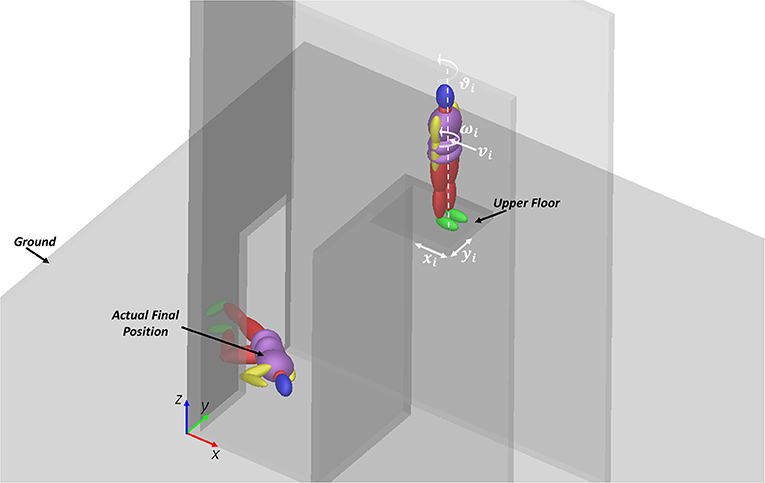 ϑᵢ
ωᵢ
vᵢ
Upper Floor
xᵢ
yᵢ
Ground
Actual Final
Position
z
y
x